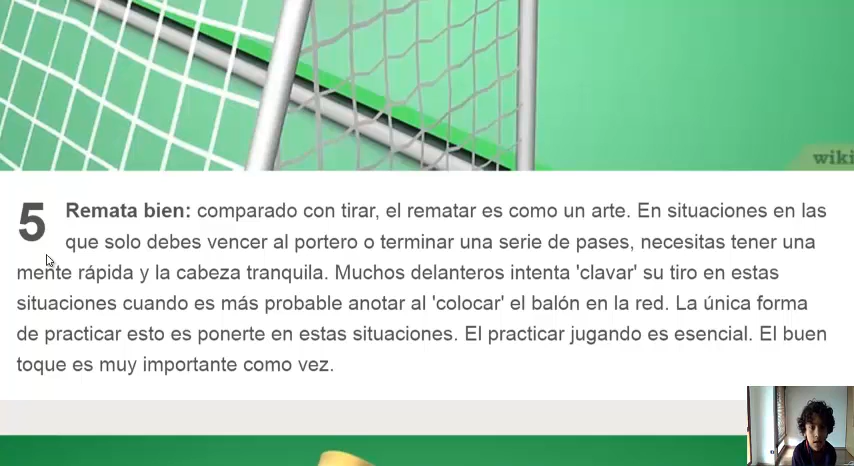 wiki
5 Remata bien: comparado con tirar, el rematar es como un arte. En situaciones en las
que solo debes vencer al portero o terminar una serie de pases, necesitas tener una
mente rápida y la cabeza tranquila. Muchos delanteros intenta 'clavar' su tiro en estas
situaciones cuando es más probable anotar al 'colocar' el balón en la red. La única forma
de practicar esto es ponerte en estas situaciones. El practicar jugando es esencial. El buen
toque es muy importante como vez.